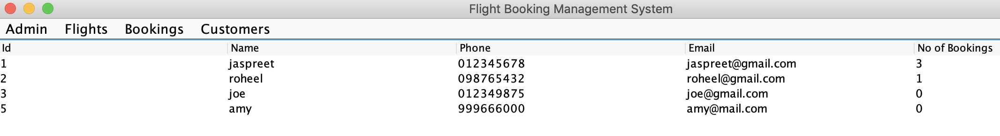 Flight Booking Management System
Admin Flights Bookings Customers
Id Name Phone Email No of Bookings
1 jaspreet 012345678 jaspreet@gmail.com 3
2 roheel 098765432 roheel@gmail.com 1
3 joe 012349875 joe@gmail.com 0
5 amy 999666000 amy@mail.com 0